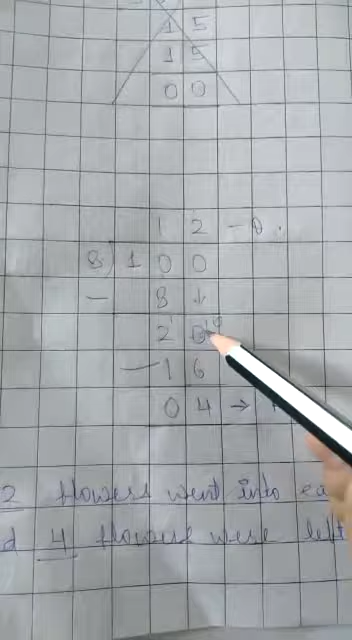 1 5
1 5
0 0
1 2 - Q.
8) 1 0 0
- 8 ↓
2 0 10
- 1 6
0 4 →
2 flowers went into ea
d 4 flowers were left